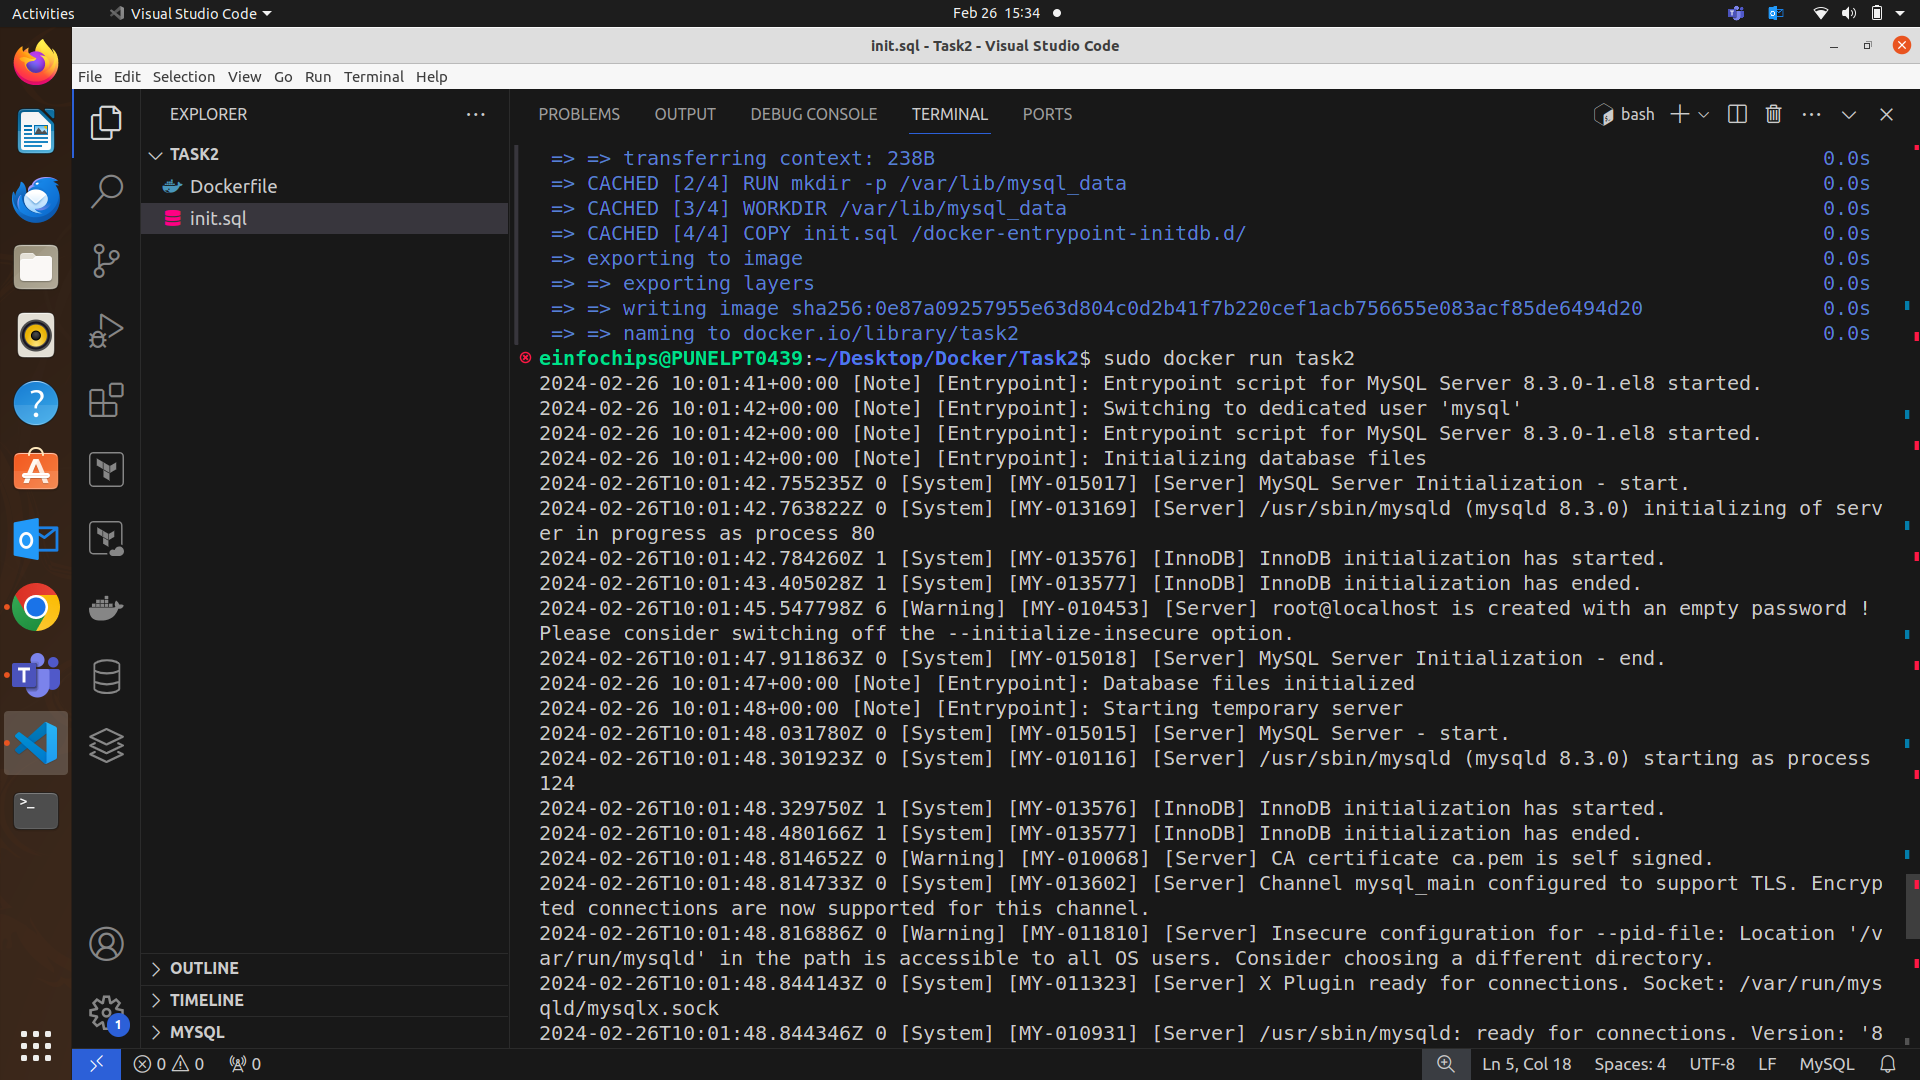 Activities
Visual Studio Code
Feb 26 15:34
init.sql - Task2 - Visual Studio Code
File Edit Selection View Go Run Terminal Help
EXPLORER
TASK2
Dockerfile
init.sql
OUTLINE
TIMELINE
MYSQL
1
PROBLEMS OUTPUT DEBUG CONSOLE TERMINAL PORTS
bash
=> => transferring context: 238B 0.0s
=> CACHED [2/4] RUN mkdir -p /var/lib/mysql_data 0.0s
=> CACHED [3/4] WORKDIR /var/lib/mysql_data 0.0s
=> CACHED [4/4] COPY init.sql /docker-entrypoint-initdb.d/ 0.0s
=> exporting to image 0.0s
=> => exporting layers 0.0s
=> => writing image sha256:0e87a09257955e63d804c0d2b41f7b220cef1acb756655e083acf85de6494d20 0.0s
=> => naming to docker.io/library/task2 0.0s
einfochips@PUNELPT0439:~/Desktop/Docker/Task2$ sudo docker run task2
2024-02-26 10:01:41+00:00 [Note] [Entrypoint]: Entrypoint script for MySQL Server 8.3.0-1.el8 started.
2024-02-26 10:01:42+00:00 [Note] [Entrypoint]: Switching to dedicated user 'mysql'
2024-02-26 10:01:42+00:00 [Note] [Entrypoint]: Entrypoint script for MySQL Server 8.3.0-1.el8 started.
2024-02-26 10:01:42+00:00 [Note] [Entrypoint]: Initializing database files
2024-02-26T10:01:42.755235Z 0 [System] [MY-015017] [Server] MySQL Server Initialization - start.
2024-02-26T10:01:42.763822Z 0 [System] [MY-013169] [Server] /usr/sbin/mysqld (mysqld 8.3.0) initializing of serv
er in progress as process 80
2024-02-26T10:01:42.784260Z 1 [System] [MY-013576] [InnoDB] InnoDB initialization has started.
2024-02-26T10:01:43.405028Z 1 [System] [MY-013577] [InnoDB] InnoDB initialization has ended.
2024-02-26T10:01:45.547798Z 6 [Warning] [MY-010453] [Server] root@localhost is created with an empty password !
Please consider switching off the --initialize-insecure option.
2024-02-26T10:01:47.911863Z 0 [System] [MY-015018] [Server] MySQL Server Initialization - end.
2024-02-26 10:01:47+00:00 [Note] [Entrypoint]: Database files initialized
2024-02-26 10:01:48+00:00 [Note] [Entrypoint]: Starting temporary server
2024-02-26T10:01:48.031780Z 0 [System] [MY-015015] [Server] MySQL Server - start.
2024-02-26T10:01:48.301923Z 0 [System] [MY-010116] [Server] /usr/sbin/mysqld (mysqld 8.3.0) starting as process
124
2024-02-26T10:01:48.329750Z 1 [System] [MY-013576] [InnoDB] InnoDB initialization has started.
2024-02-26T10:01:48.480166Z 1 [System] [MY-013577] [InnoDB] InnoDB initialization has ended.
2024-02-26T10:01:48.814652Z 0 [Warning] [MY-010068] [Server] CA certificate ca.pem is self signed.
2024-02-26T10:01:48.814733Z 0 [System] [MY-013602] [Server] Channel mysql_main configured to support TLS. Encryp
ted connections are now supported for this channel.
2024-02-26T10:01:48.816886Z 0 [Warning] [MY-011810] [Server] Insecure configuration for --pid-file: Location '/v
ar/run/mysqld' in the path is accessible to all OS users. Consider choosing a different directory.
2024-02-26T10:01:48.844143Z 0 [System] [MY-011323] [Server] X Plugin ready for connections. Socket: /var/run/mys
qld/mysqlx.sock
2024-02-26T10:01:48.844346Z 0 [System] [MY-010931] [Server] /usr/sbin/mysqld: ready for connections. Version: '8
0 0 0
Ln 5, Col 18 Spaces: 4 UTF-8 LF MySQL